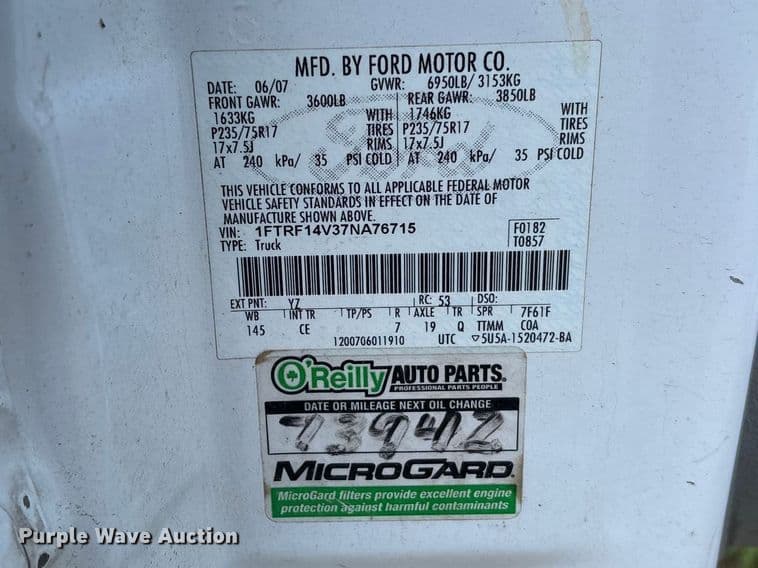 MFD. BY FORD MOTOR CO.
DATE: 06/07 GVWR: 6950LB/ 3153KG
FRONT GAWR: 3600LB REAR GAWR: 3850LB
1633KG WITH 1746KG WITH
P235/75R17 TIRES P235/75R17 TIRES
17x7.5J RIMS 17x7.5J RIMS
AT 240 kPa/ 35 PSI COLD AT 240 kPa/ 35 PSI COLD
THIS VEHICLE CONFORMS TO ALL APPLICABLE FEDERAL MOTOR
VEHICLE SAFETY STANDARDS IN EFFECT ON THE DATE OF
MANUFACTURE SHOWN ABOVE.
VIN: 1FTRF14V37NA76715 F0182
TYPE: Truck T0857
EXT PNT: YZ RC: 53 DSO:
WB INT TR TP/PS R AXLE TR SPR 7F61F
145 CE 7 19 Q TTMM COA
1200706011910 UTC ▽5U5A-1520472-BA
O'Reilly AUTO PARTS.
PROFESSIONAL PARTS PEOPLE
DATE OR MILEAGE NEXT OIL CHANGE
73942
MICROGARD
MicroGard filters provide excellent engine
protection against harmful contaminants
Purple Wave Auction